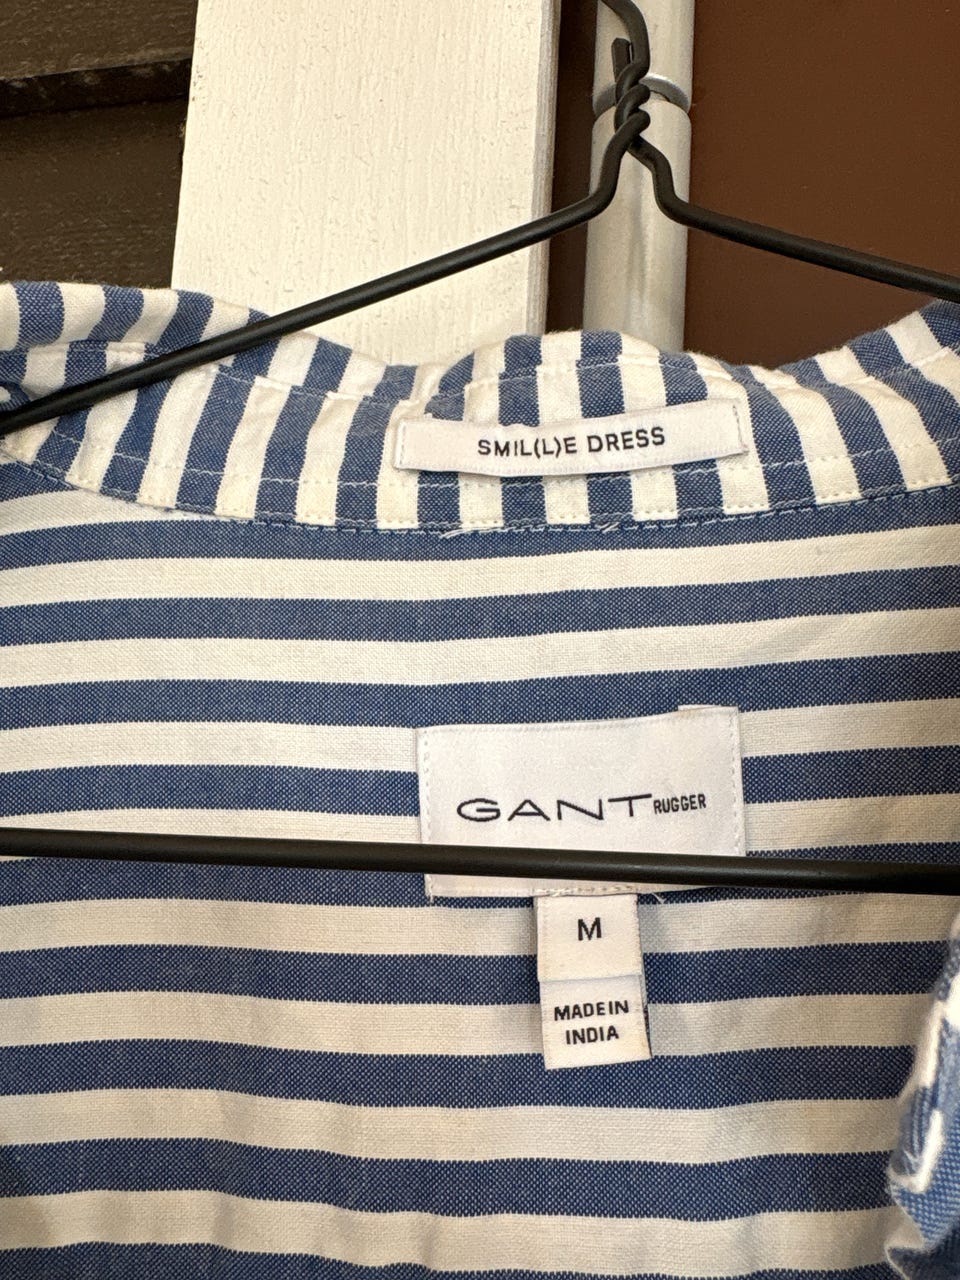 SMIL(L)E DRESS
GANT RUGGER
M
MADE IN
INDIA